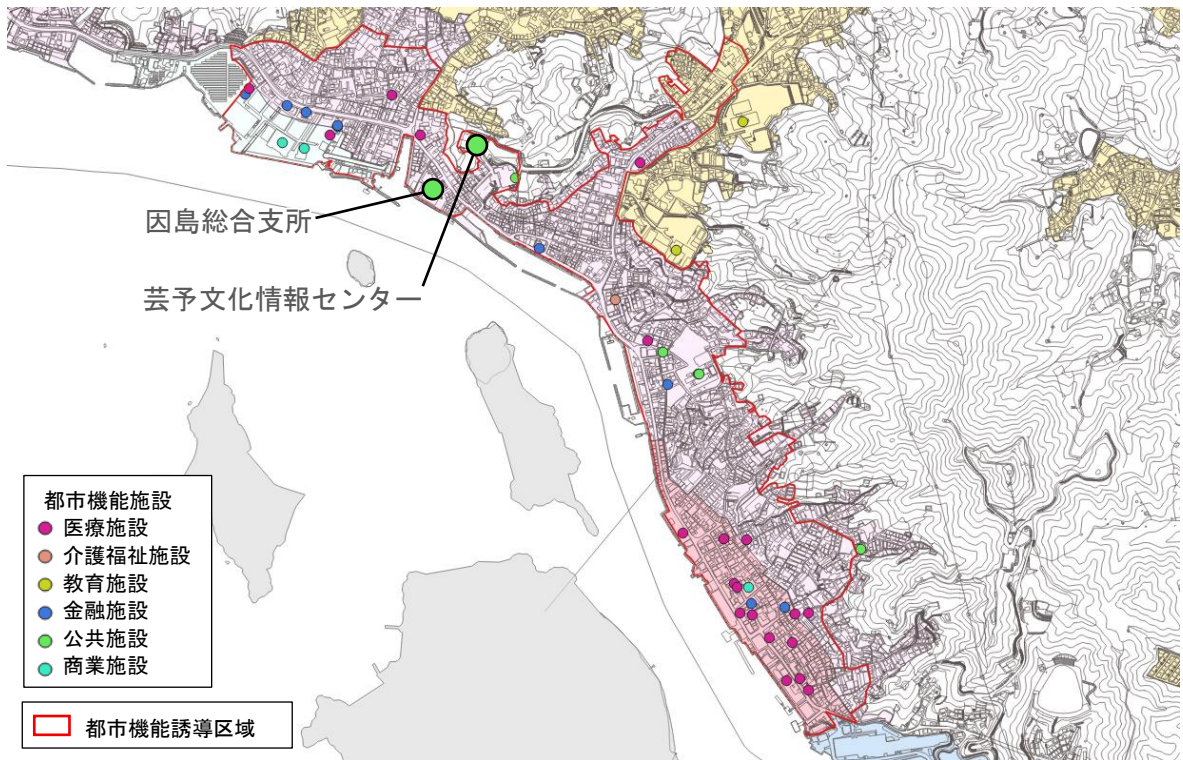 因島総合支所
芸予文化情報センター
都市機能施設
医療施設
介護福祉施設
教育施設
金融施設
公共施設
商業施設
都市機能誘導区域